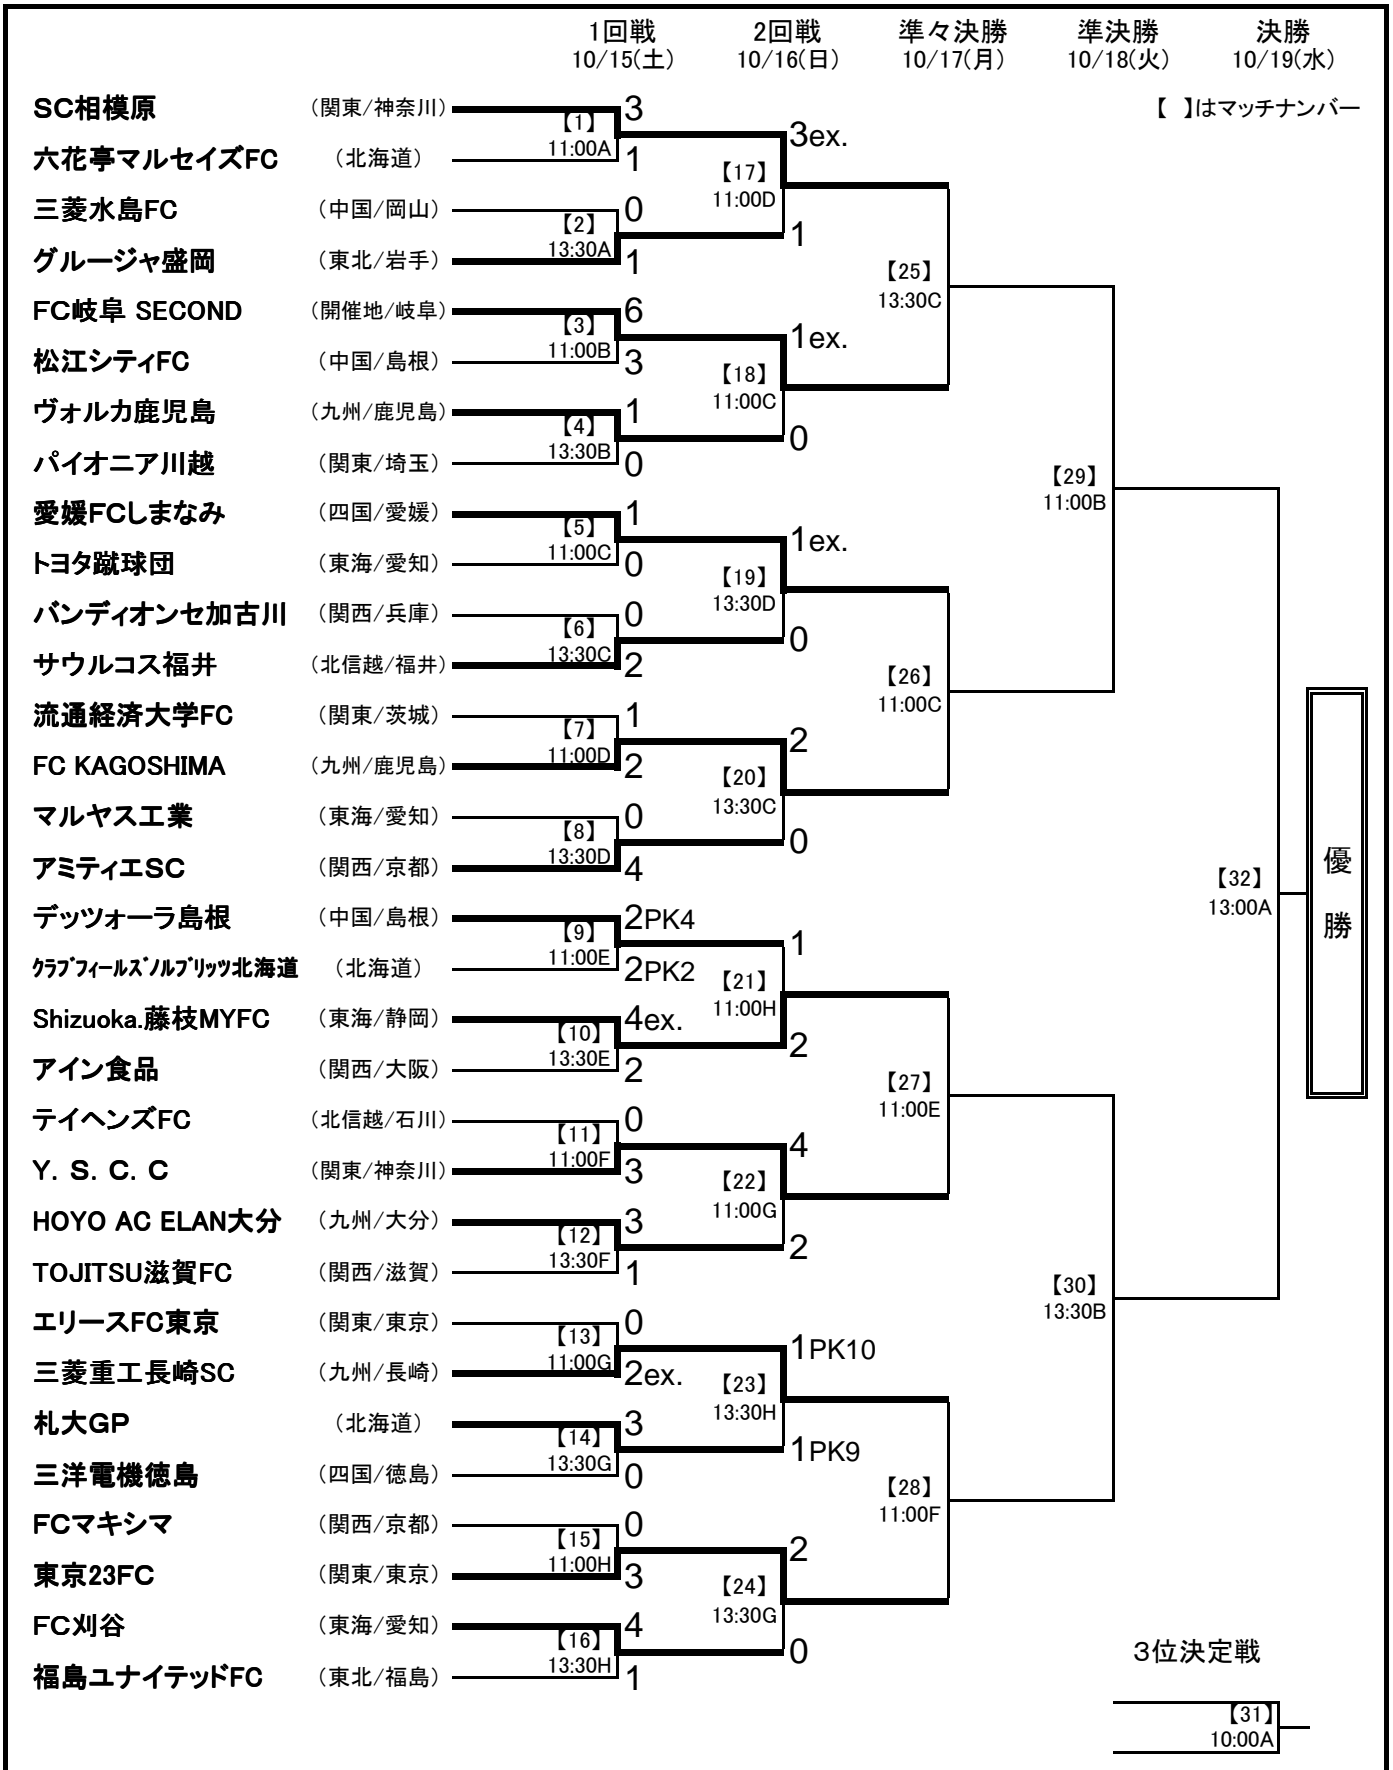 1回戦 2回戦 準々決勝 準決勝 決勝
10/15(土) 10/16(日) 10/17(月) 10/18(火) 10/19(水)
【 】はマッチナンバー
SC相模原 (関東/神奈川) 3
【1】
11:00A
六花亭マルセイズFC (北海道) 1
3ex.
【17】
11:00D
三菱水島FC (中国/岡山) 0
【2】
13:30A
グルージャ盛岡 (東北/岩手) 1
1
【25】
13:30C
FC岐阜 SECOND (開催地/岐阜) 6
【3】
11:00B
松江シティFC (中国/島根) 3
1ex.
【18】
11:00C
ヴォルカ鹿児島 (九州/鹿児島) 1
【4】
13:30B
パイオニア川越 (関東/埼玉) 0
0
【29】
11:00B
愛媛FCしまなみ (四国/愛媛) 1
【5】
11:00C
トヨタ蹴球団 (東海/愛知) 0
1ex.
【19】
13:30D
バンディオンセ加古川 (関西/兵庫) 0
【6】
13:30C
サウルコス福井 (北信越/福井) 2
0
【26】
11:00C
流通経済大学FC (関東/茨城) 1
【7】
11:00D
FC KAGOSHIMA (九州/鹿児島) 2
2
【20】
13:30C
マルヤス工業 (東海/愛知) 0
【8】
13:30D
アミティエSC (関西/京都) 4
0
【32】
13:00A
優勝
デッツォーラ島根 (中国/島根) 2PK4
【9】
11:00E
クラブフィールズノルブリッツ北海道 (北海道) 2PK2
1
【21】
11:00H
Shizuoka.藤枝MYFC (東海/静岡) 4ex.
【10】
13:30E
アイン食品 (関西/大阪) 2
2
【27】
11:00E
テイヘンズFC (北信越/石川) 0
【11】
11:00F
Y. S. C. C (関東/神奈川) 3
4
【22】
11:00G
HOYO AC ELAN大分 (九州/大分) 3
【12】
13:30F
TOJITSU滋賀FC (関西/滋賀) 1
2
【30】
13:30B
エリースFC東京 (関東/東京) 0
【13】
11:00G
三菱重工長崎SC (九州/長崎) 2ex.
1PK10
【23】
13:30H
札大GP (北海道) 3
【14】
13:30G
三洋電機徳島 (四国/徳島) 0
1PK9
【28】
11:00F
FCマキシマ (関西/京都) 0
【15】
11:00H
東京23FC (関東/東京) 3
2
【24】
13:30G
FC刈谷 (東海/愛知) 4
【16】
13:30H
福島ユナイテッドFC (東北/福島) 1
0
3位決定戦
【31】
10:00A